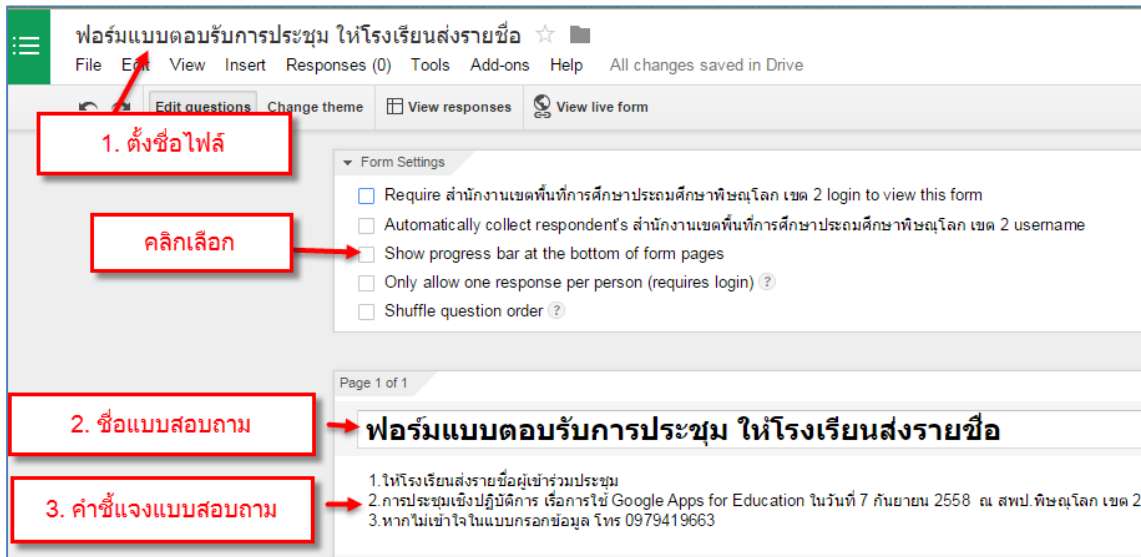 ฟอร์มแบบตอบรับการประชุม ให้โรงเรียนส่งรายชื่อ
File Edit View Insert Responses (0) Tools Add-ons Help All changes saved in Drive
Edit questions Change theme View responses View live form
1. ตั้งชื่อไฟล์
Form Settings
Require สำนักงานเขตพื้นที่การศึกษาประถมศึกษาพิษณุโลก เขต 2 login to view this form
Automatically collect respondent's สำนักงานเขตพื้นที่การศึกษาประถมศึกษาพิษณุโลก เขต 2 username
คลิกเลือก
Show progress bar at the bottom of form pages
Only allow one response per person (requires login) ?
Shuffle question order ?
Page 1 of 1
2. ชื่อแบบสอบถาม
ฟอร์มแบบตอบรับการประชุม ให้โรงเรียนส่งรายชื่อ
3. คำชี้แจงแบบสอบถาม
1.ให้โรงเรียนส่งรายชื่อผู้เข้าร่วมประชุม
2.การประชุมเชิงปฏิบัติการ เรื่อการใช้ Google Apps for Education ในวันที่ 7 กันยายน 2558 ณ สพป.พิษณุโลก เขต 2
3.หากไม่เข้าใจในแบบกรอกข้อมูล โทร 0979419663